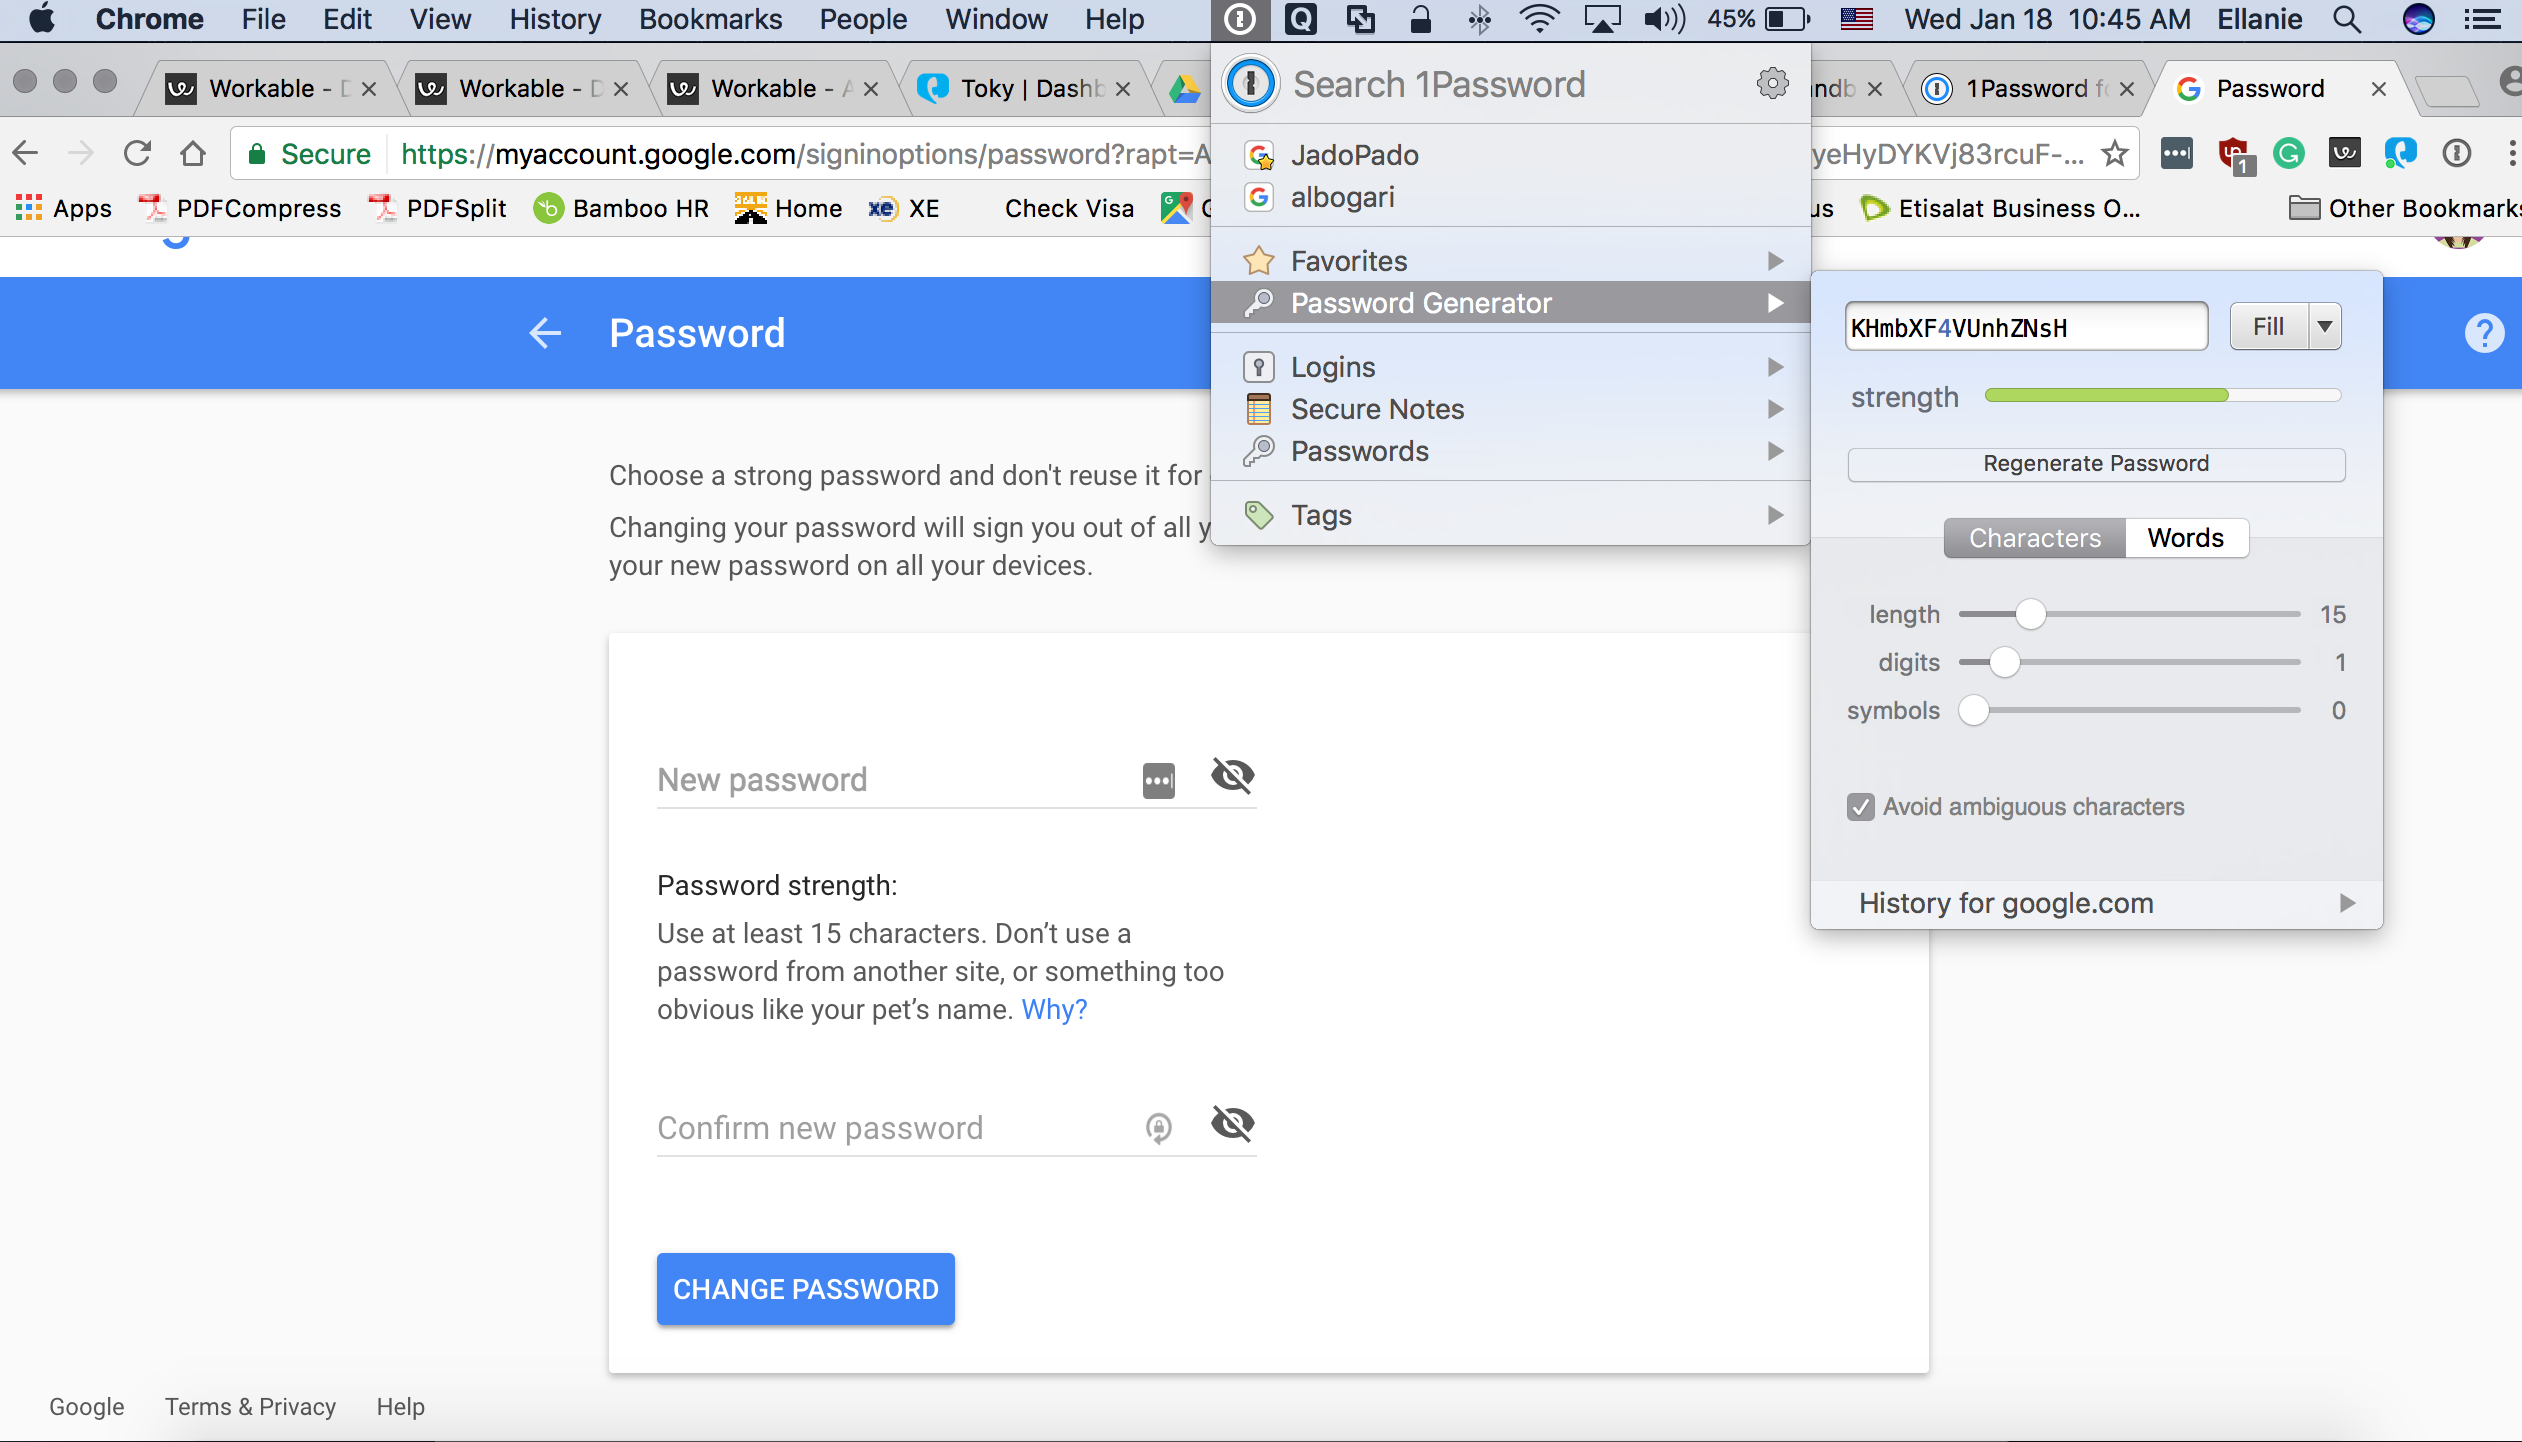 Chrome File Edit View History Bookmarks People Window Help 45% Wed Jan 18 10:45 AM Ellanie
Workable - D Workable - D Workable - A Toky | Dashb 1Password fo Password
Search 1Password
Secure https://myaccount.google.com/signinoptions/password?rapt=A yeHyDYKVj83rcuF-... 1
Apps PDFCompress PDFSplit Bamboo HR Home XE Check Visa Etisalat Business O... Other Bookmarks
JadoPado
albogari
Favorites
Password Generator
Logins
Secure Notes
Passwords
Tags
KHmbXF4VUnhZNsH Fill
strength
Regenerate Password
Characters Words
length 15
digits 1
symbols 0
Avoid ambiguous characters
History for google.com
Password
Choose a strong password and don't reuse it for
Changing your password will sign you out of all y
your new password on all your devices.
New password
Password strength:
Use at least 15 characters. Don’t use a
password from another site, or something too
obvious like your pet’s name. Why?
Confirm new password
CHANGE PASSWORD
Google Terms & Privacy Help